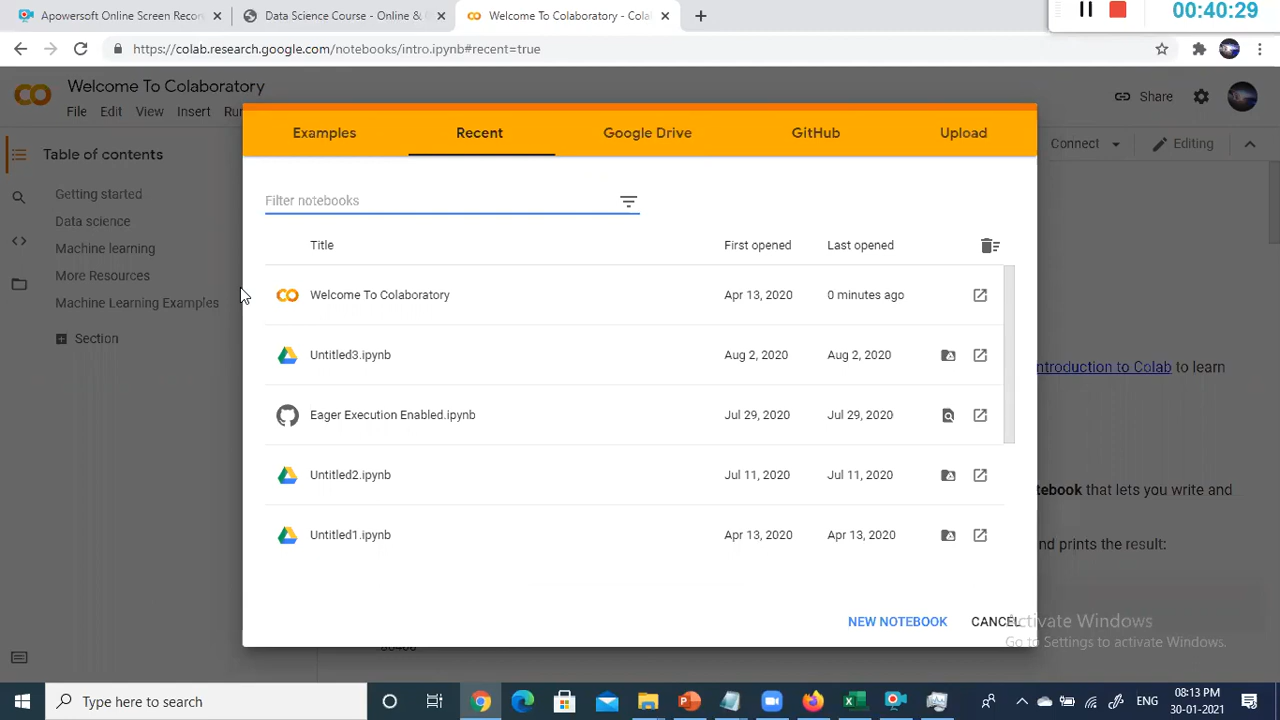 Apowersoft Online Screen Recor
Data Science Course - Online & I
Welcome To Colaboratory - Colal
00:40:29
https://colab.research.google.com/notebooks/intro.ipynb#recent=true
Welcome To Colaboratory
File Edit View Insert Run
Share
Examples Recent Google Drive GitHub Upload
Table of contents
Connect
Editing
Getting started
Data science
Machine learning
More Resources
Machine Learning Examples
Section
Filter notebooks
Title First opened Last opened
Welcome To Colaboratory Apr 13, 2020 0 minutes ago
Untitled3.ipynb Aug 2, 2020 Aug 2, 2020
ntroduction to Colab to learn
Eager Execution Enabled.ipynb Jul 29, 2020 Jul 29, 2020
Untitled2.ipynb Jul 11, 2020 Jul 11, 2020
tebook that lets you write and
Untitled1.ipynb Apr 13, 2020 Apr 13, 2020
nd prints the result:
NEW NOTEBOOK CANCEL
Activate Windows
Go to Settings to activate Windows.
Type here to search
ENG
08:13 PM
30-01-2021